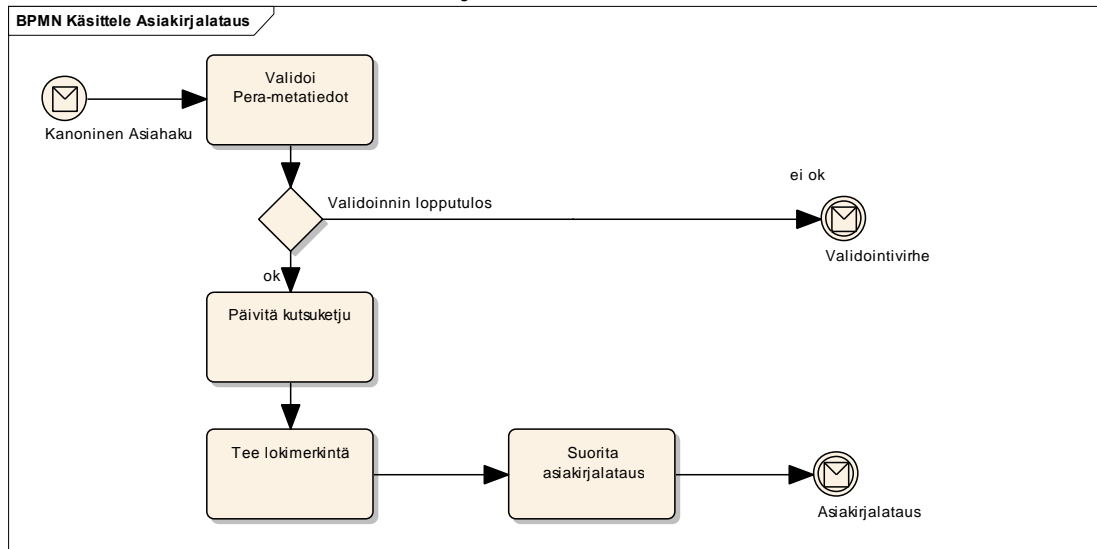 BPMN Käsittele Asiakirjalataus
Validoi
Pera-metatiedot
Kanoninen Asiahaku
ei ok
Validoinnin lopputulos
Validointivirhe
ok
Päivitä kutsuketju
Tee lokimerkintä
Suorita
asiakirjalataus
Asiakirjalataus